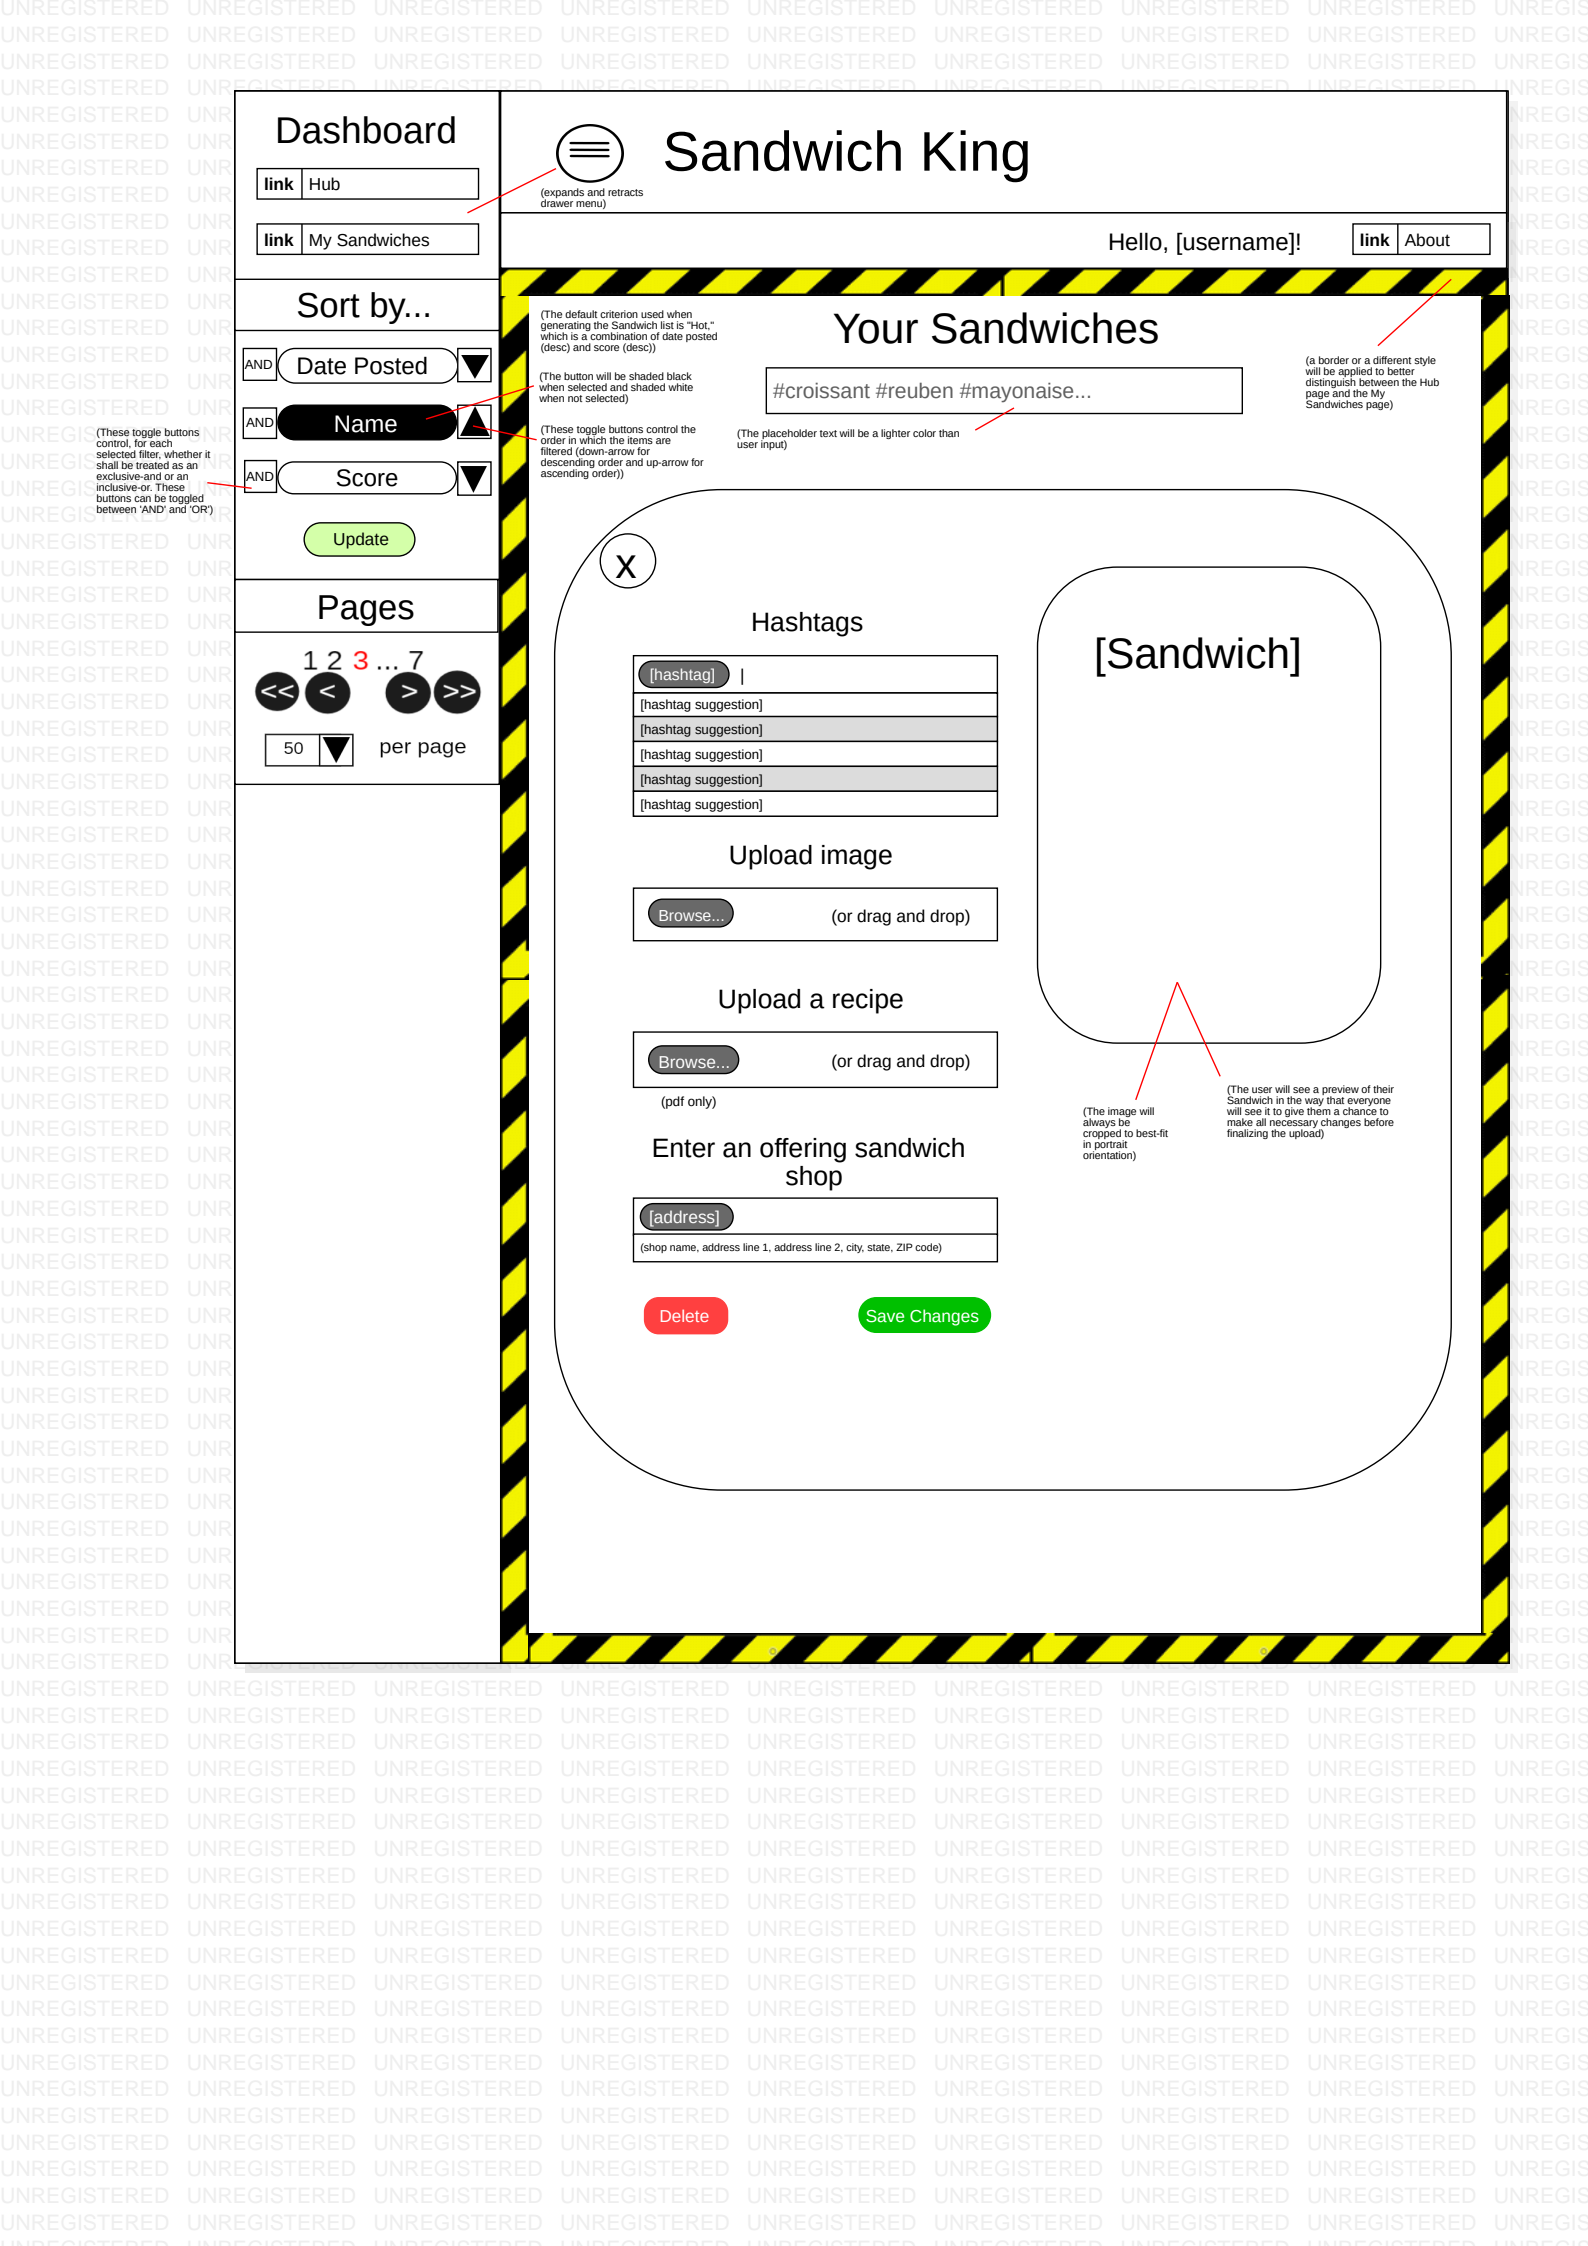 Dashboard
link Hub
link My Sandwiches
Sort by...
AND Date Posted
AND Name
AND Score
Update
(These toggle buttons
control, for each
selected filter, whether it
shall be treated as an
exclusive-and or an
inclusive-or. These
buttons can be toggled
between 'AND' and 'OR')
Pages
1 2 3 ... 7
<< < > >>
50 per page
Sandwich King
(expands and retracts
drawer menu)
Hello, [username]!
link About
(The default criterion used when
generating the Sandwich list is "Hot,"
which is a combination of date posted
(desc) and score (desc))
(The button will be shaded black
when selected and shaded white
when not selected)
(These toggle buttons control the
order in which the items are
filtered (down-arrow for
descending order and up-arrow for
ascending order))
Your Sandwiches
#croissant #reuben #mayonaise...
(The placeholder text will be a lighter color than
user input)
(a border or a different style
will be applied to better
distinguish between the Hub
page and the My
Sandwiches page)
x
Hashtags
[hashtag] |
[hashtag suggestion]
[hashtag suggestion]
[hashtag suggestion]
[hashtag suggestion]
[hashtag suggestion]
Upload image
Browse... (or drag and drop)
Upload a recipe
Browse... (or drag and drop)
(pdf only)
Enter an offering sandwich
shop
[address]
(shop name, address line 1, address line 2, city, state, ZIP code)
Delete
Save Changes
[Sandwich]
(The image will
always be
cropped to best-fit
in portrait
orientation)
(The user will see a preview of their
Sandwich in the way that everyone
will see it to give them a chance to
make all necessary changes before
finalizing the upload)
UNREGISTERED